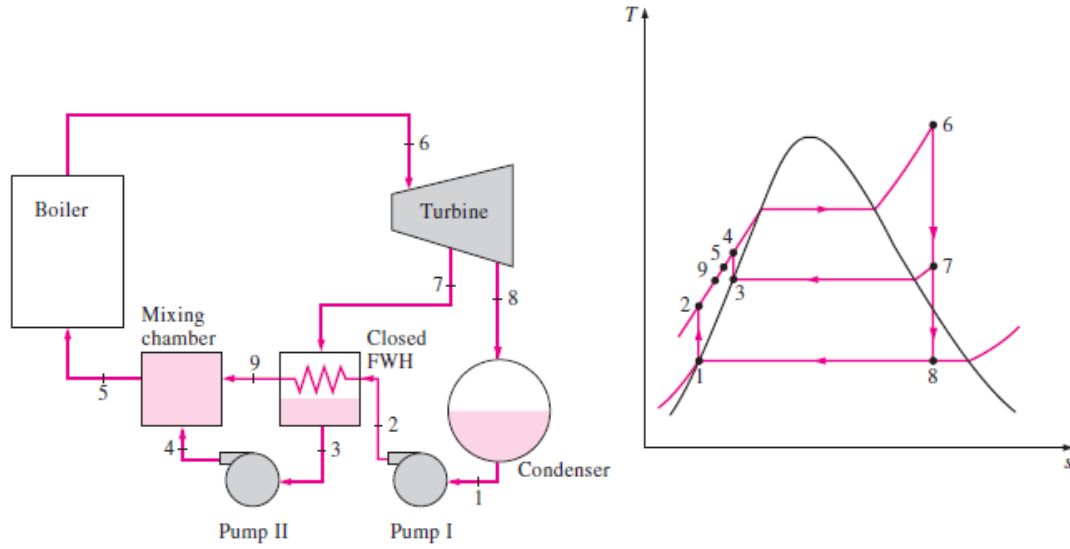 6
Boiler
Turbine
7
8
Mixing
chamber
Closed
FWH
9
5
2
4
3
Condenser
1
Pump II
Pump I
T
6
4
5
9
7
2
3
1
8
s